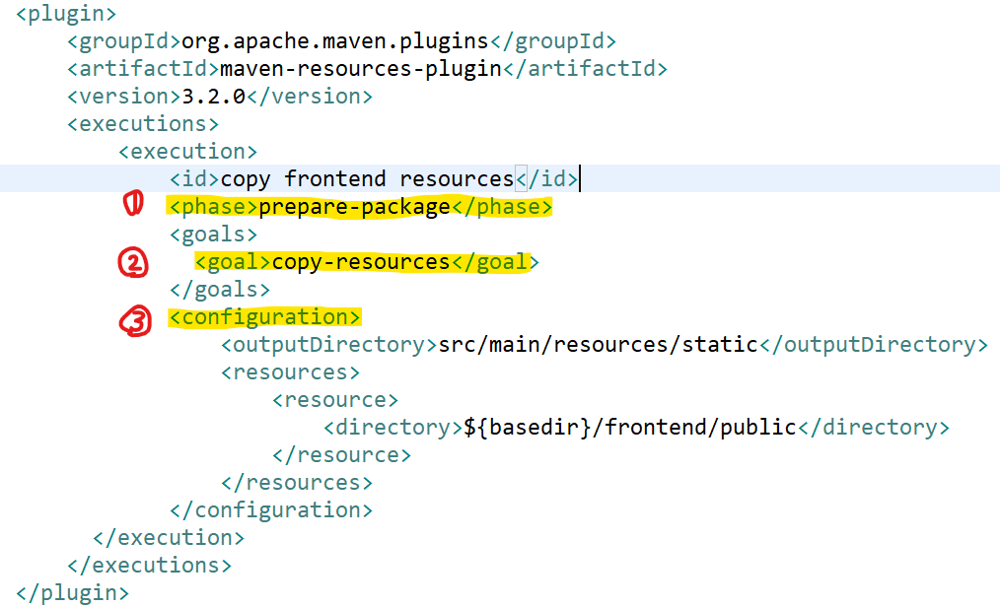 <plugin>
<groupId>org.apache.maven.plugins</groupId>
<artifactId>maven-resources-plugin</artifactId>
<version>3.2.0</version>
<executions>
<execution>
<id>copy frontend resources</id>
1 <phase>prepare-package</phase>
<goals>
2 <goal>copy-resources</goal>
</goals>
3 <configuration>
<outputDirectory>src/main/resources/static</outputDirectory>
<resources>
<resource>
<directory>${basedir}/frontend/public</directory>
</resource>
</resources>
</configuration>
</execution>
</executions>
</plugin>